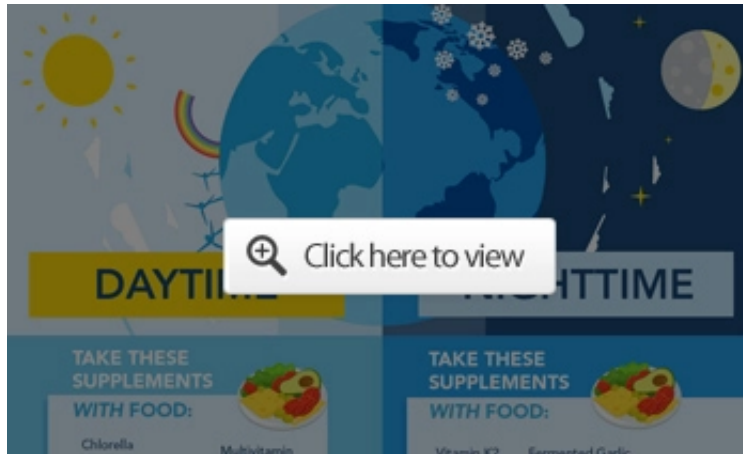 Click here to view
DAYTIME
NIGHTTIME
TAKE THESE
SUPPLEMENTS
WITH FOOD:
Chlorella
Multivitamin
TAKE THESE
SUPPLEMENTS
WITH FOOD:
Vitamin K2 Fermented Garlic